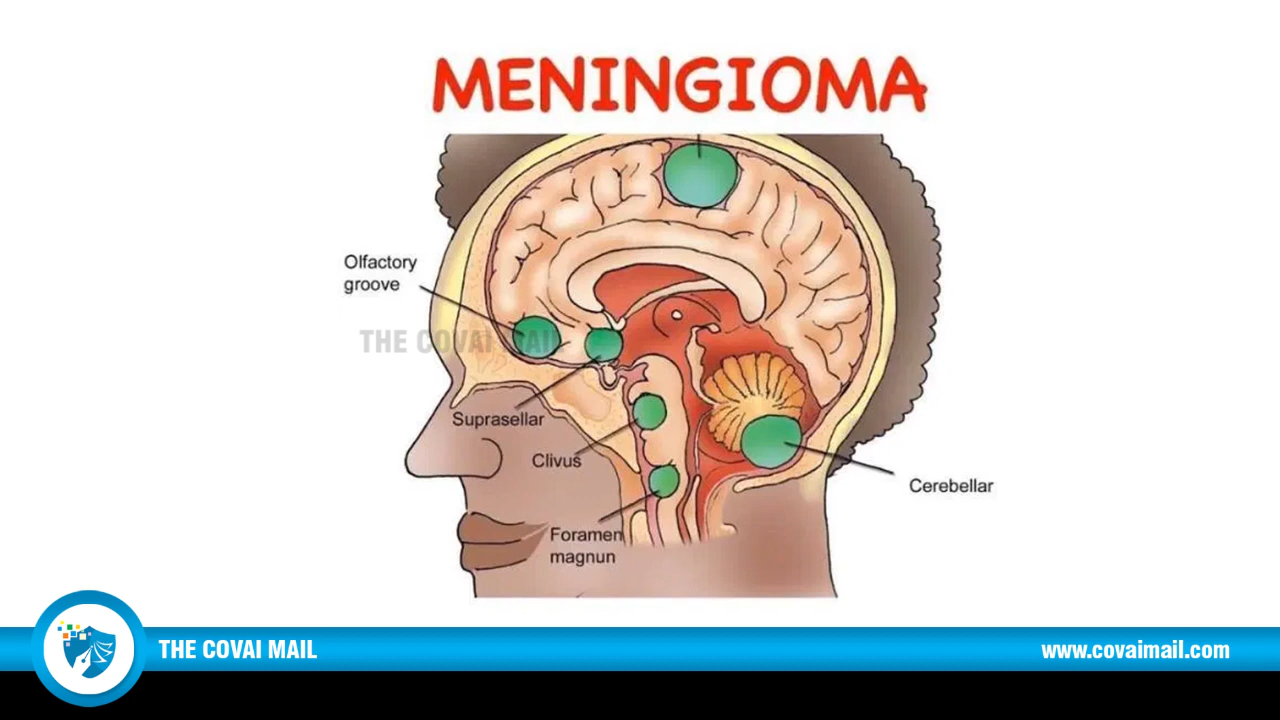 MENINGIOMA
Olfactory
groove
THE COVAI MAIL
Suprasellar
Clivus
Cerebellar
Foramen
magnun
THE COVAI MAIL
www.covaimail.com